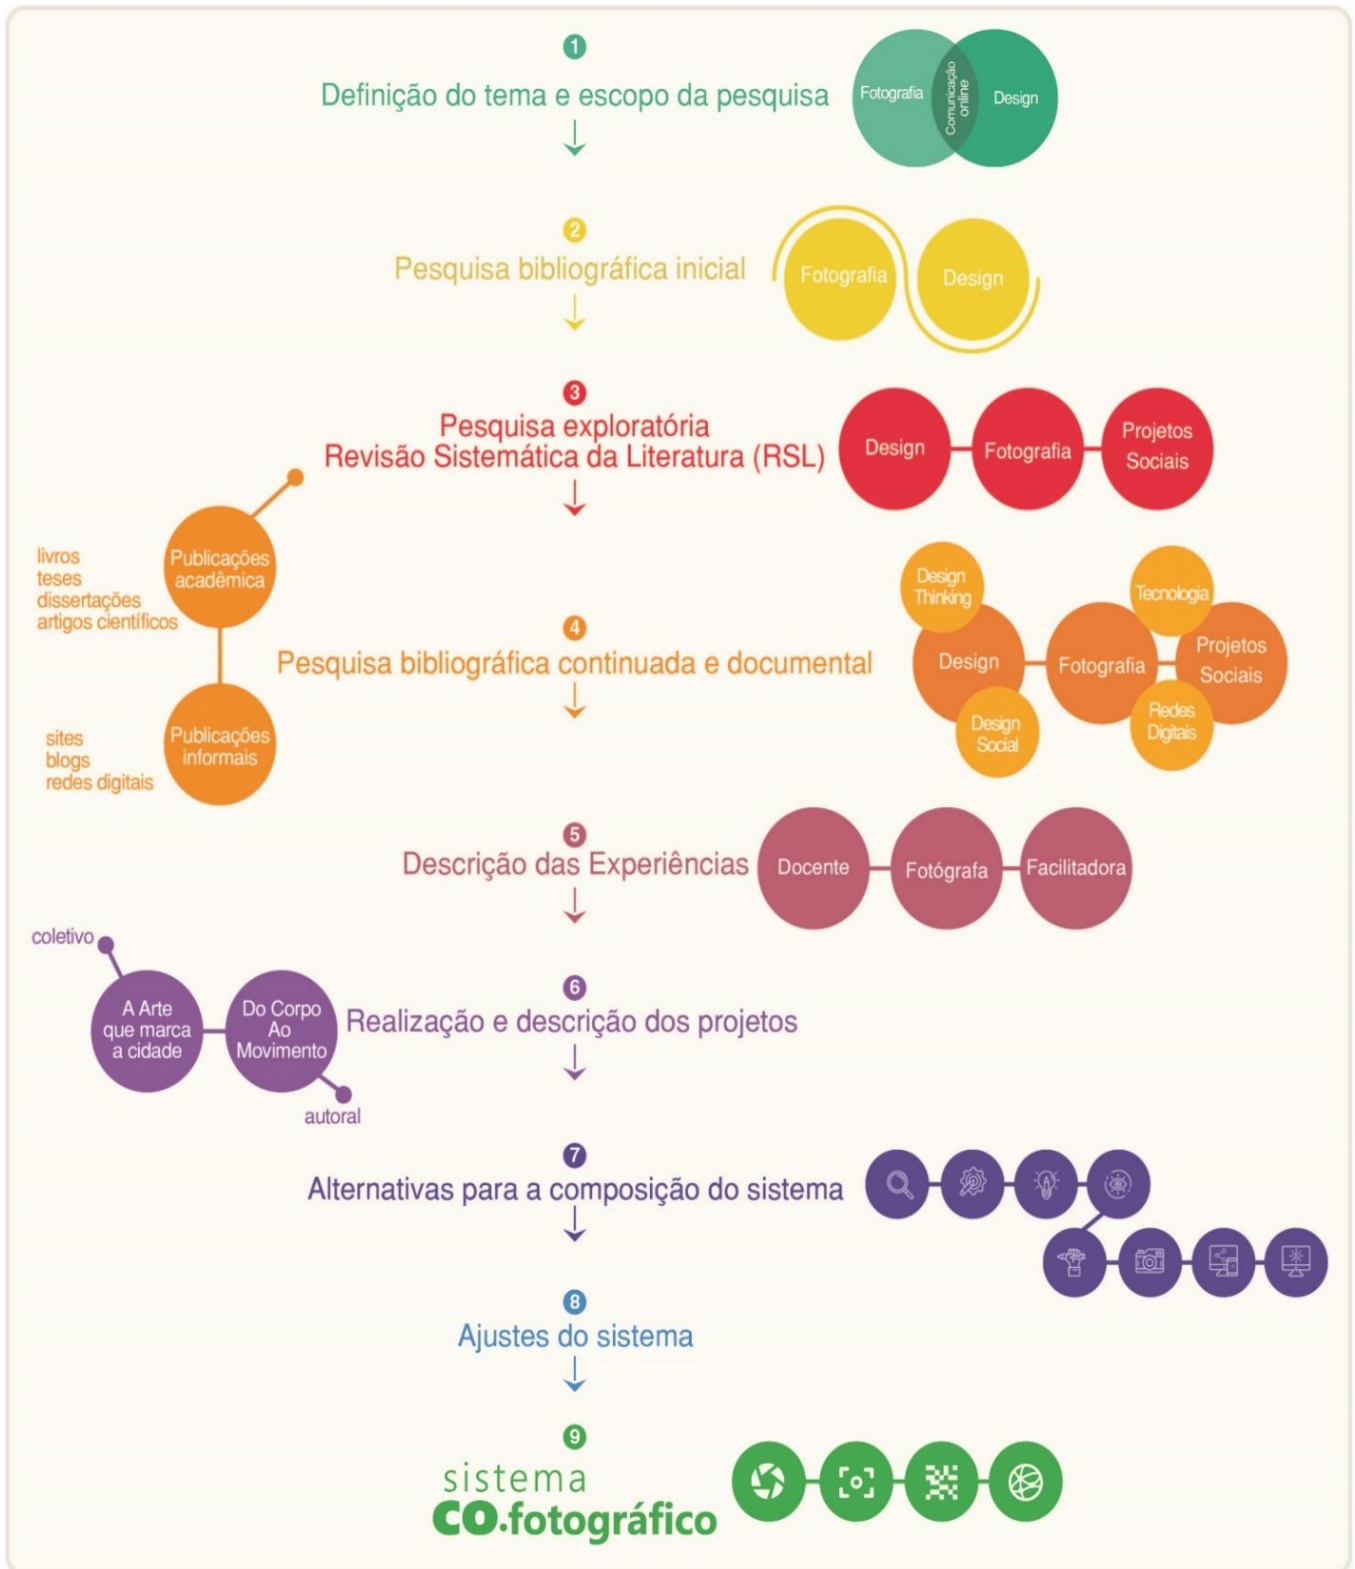 1
Definição do tema e escopo da pesquisa
Fotografia
Comunicação
online
Design
2
Pesquisa bibliográfica inicial
Fotografia
Design
3
Pesquisa exploratória
Revisão Sistemática da Literatura (RSL)
Design
Fotografia
Projetos
Sociais
livros
teses
dissertações
artigos científicos
Publicações
acadêmica
sites
blogs
redes digitais
Publicações
informais
4
Pesquisa bibliográfica continuada e documental
Design
Thinking
Design
Design
Social
Fotografia
Tecnologia
Projetos
Sociais
Redes
Digitais
5
Descrição das Experiências
Docente
Fotógrafa
Facilitadora
coletivo
A Arte
que marca
a cidade
Do Corpo
Ao
Movimento
autoral
6
Realização e descrição dos projetos
7
Alternativas para a composição do sistema
8
Ajustes do sistema
9
sistema
CO.fotográfico